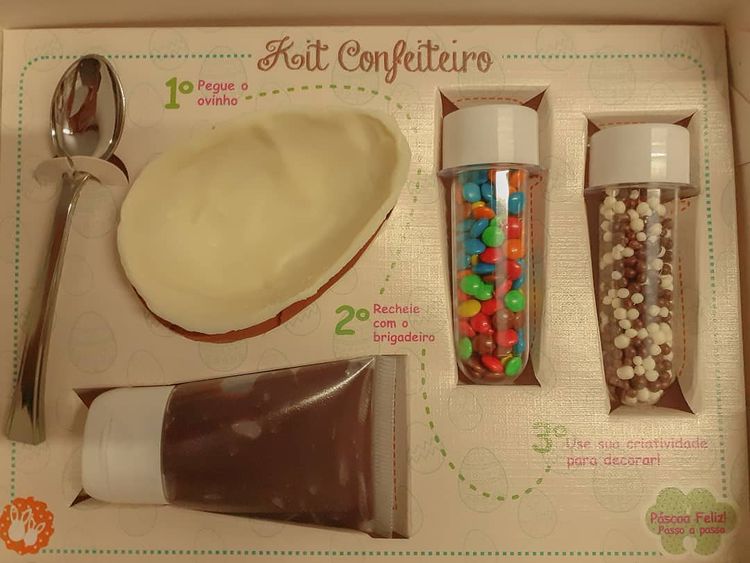 Kit Confeiteiro
1º Pegue o
ovinho
2º Recheie
com o
brigadeiro
3º Use sua criatividade
para decorar!
Páscoa Feliz!
Passo a passo